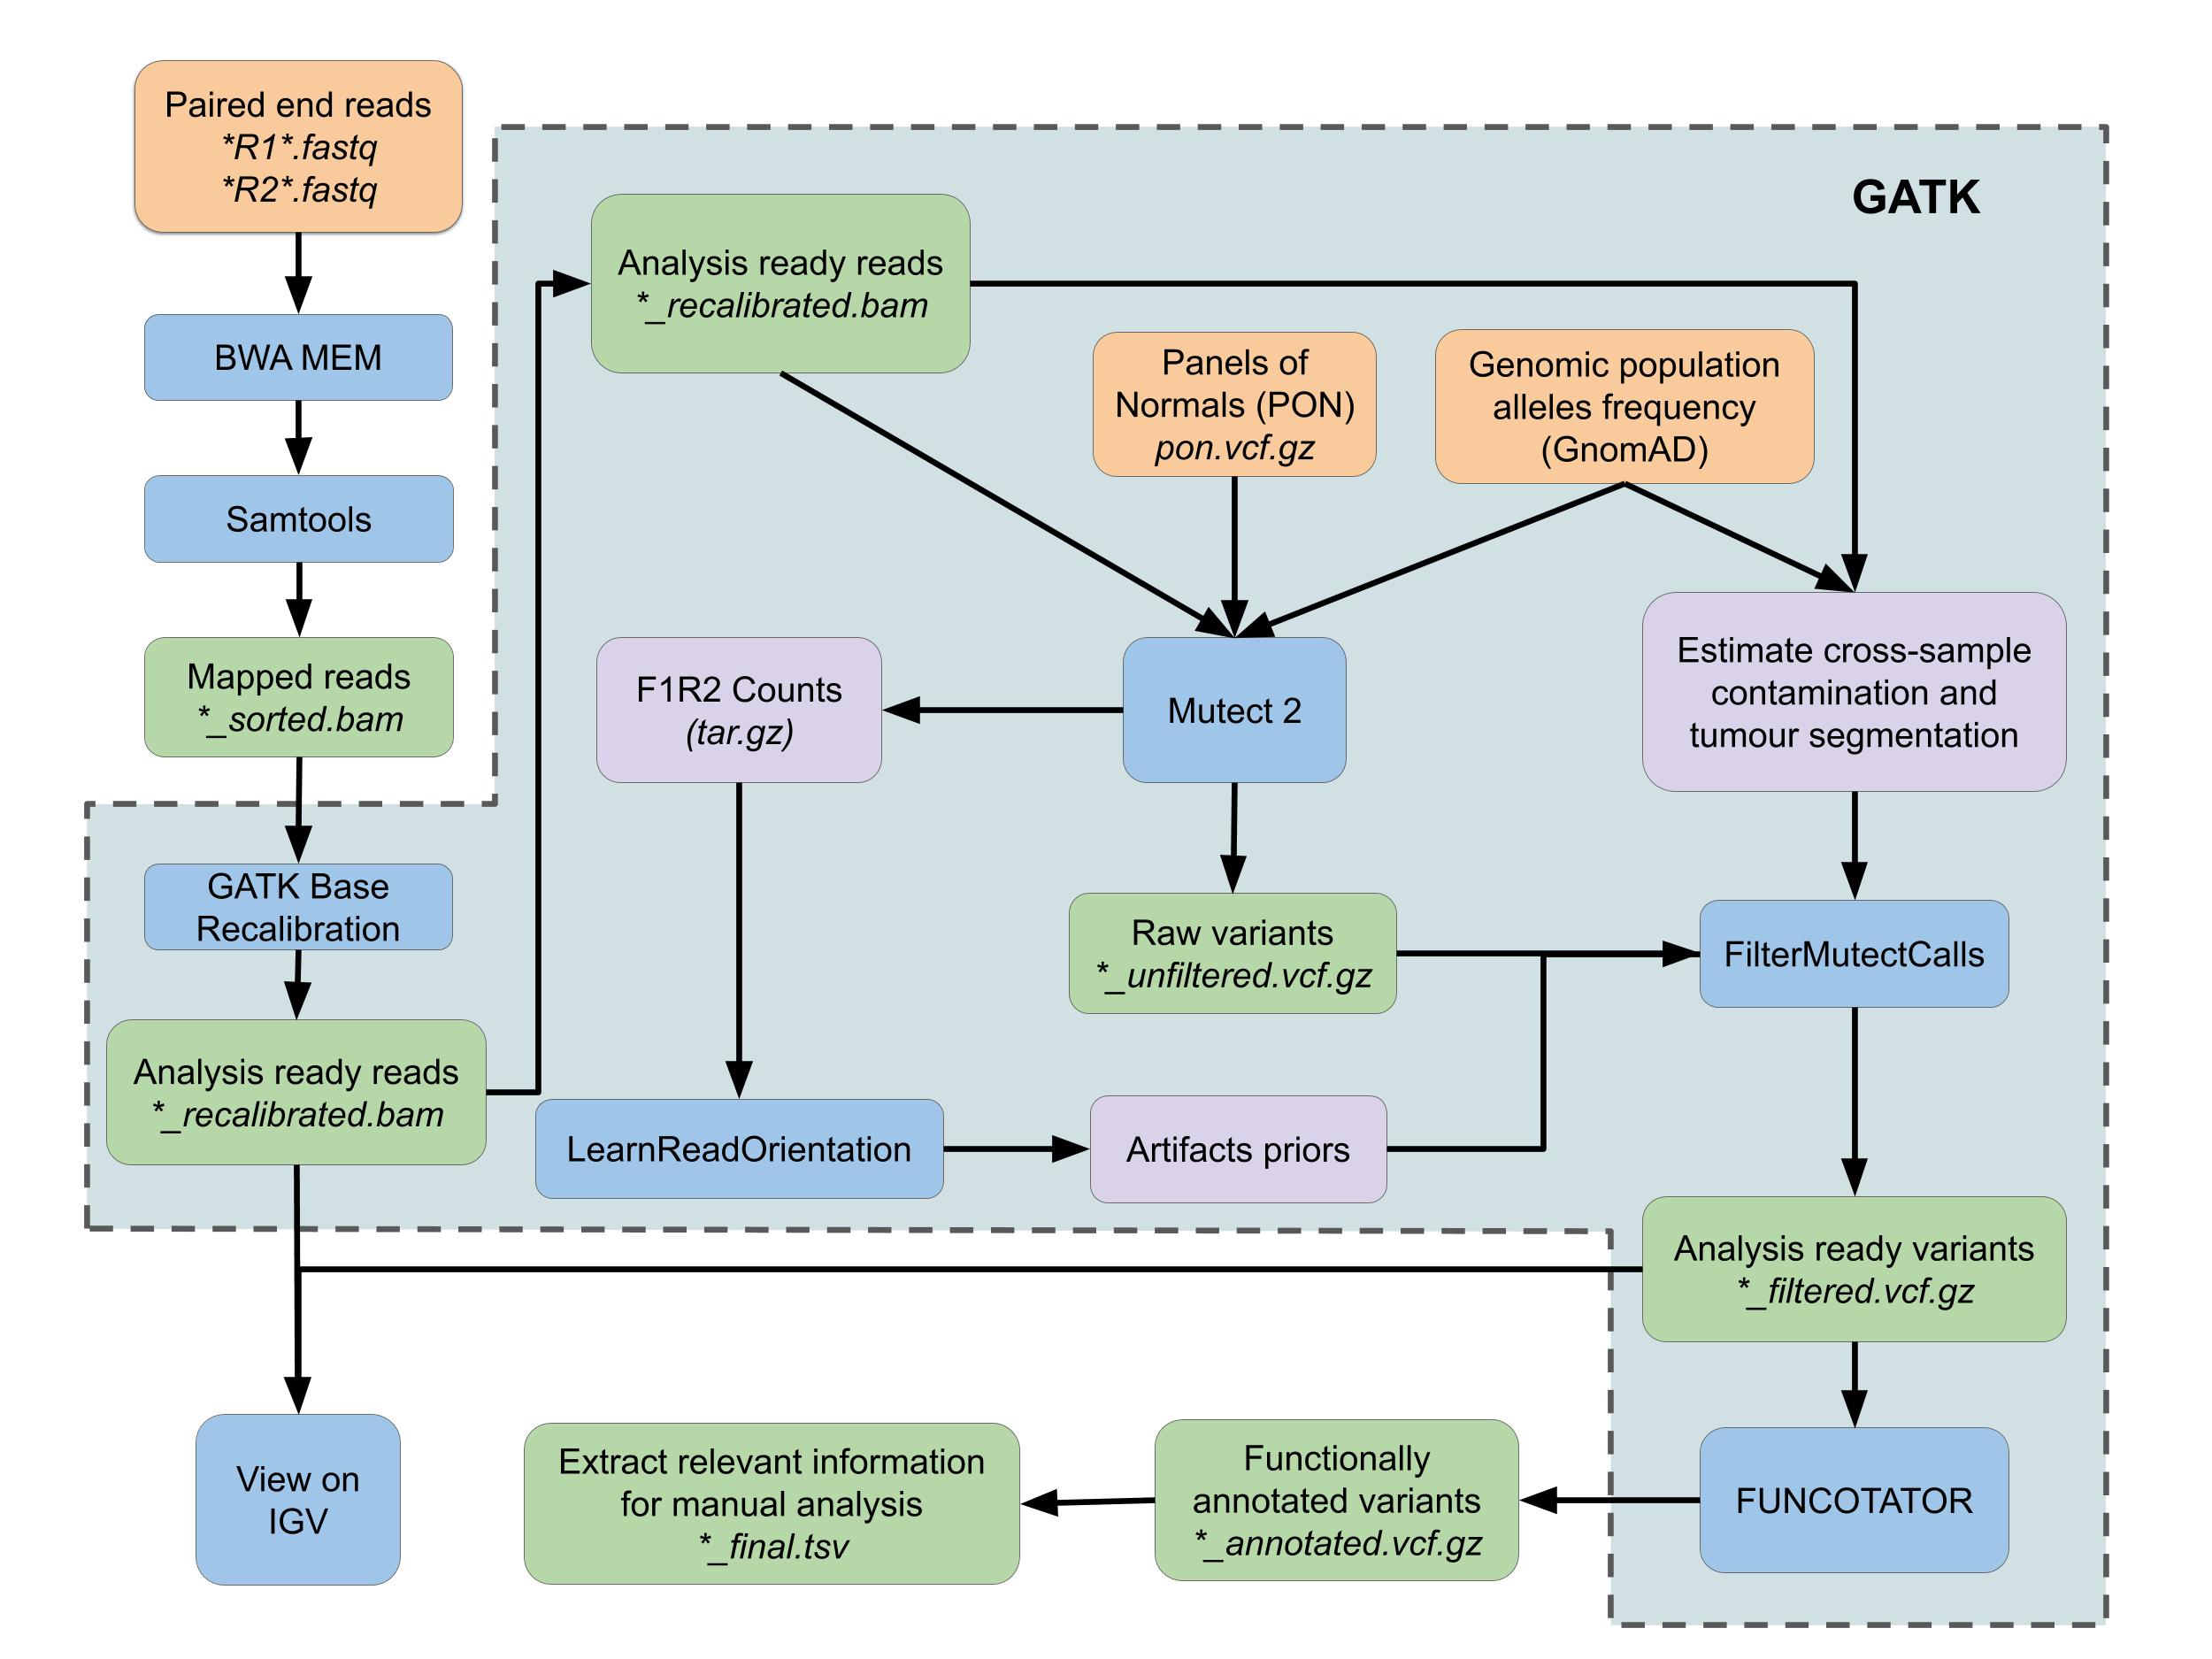 Paired end reads
*R1*.fastq
*R2*.fastq
BWA MEM
Samtools
Mapped reads
*_sorted.bam
GATK Base
Recalibration
Analysis ready reads
*_recalibrated.bam
View on
IGV
GATK
Analysis ready reads
*_recalibrated.bam
Panels of
Normals (PON)
pon.vcf.gz
Genomic population
alleles frequency
(GnomAD)
F1R2 Counts
(tar.gz)
Mutect 2
Estimate cross-sample
contamination and
tumour segmentation
Raw variants
*_unfiltered.vcf.gz
FilterMutectCalls
LearnReadOrientation
Artifacts priors
Analysis ready variants
*_filtered.vcf.gz
Extract relevant information
for manual analysis
*_final.tsv
Functionally
annotated variants
*_annotated.vcf.gz
FUNCOTATOR